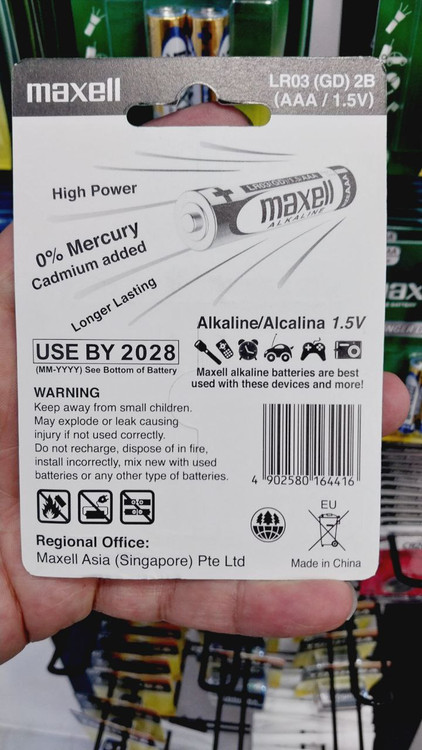 maxell
LR03 (GD) 2B
(AAA / 1.5V)
High Power
0% Mercury
Cadmium added
Longer Lasting
maxell
ALKALINE
Alkaline/Alcalina 1.5V
USE BY 2028
(MM-YYYY) See Bottom of Battery
Maxell alkaline batteries are best
used with these devices and more!
WARNING
Keep away from small children.
May explode or leak causing
injury if not used correctly.
Do not recharge, dispose of in fire,
install incorrectly, mix new with used
batteries or any other type of batteries.
4 902580 164416
EU
Regional Office:
Maxell Asia (Singapore) Pte Ltd
Made in China